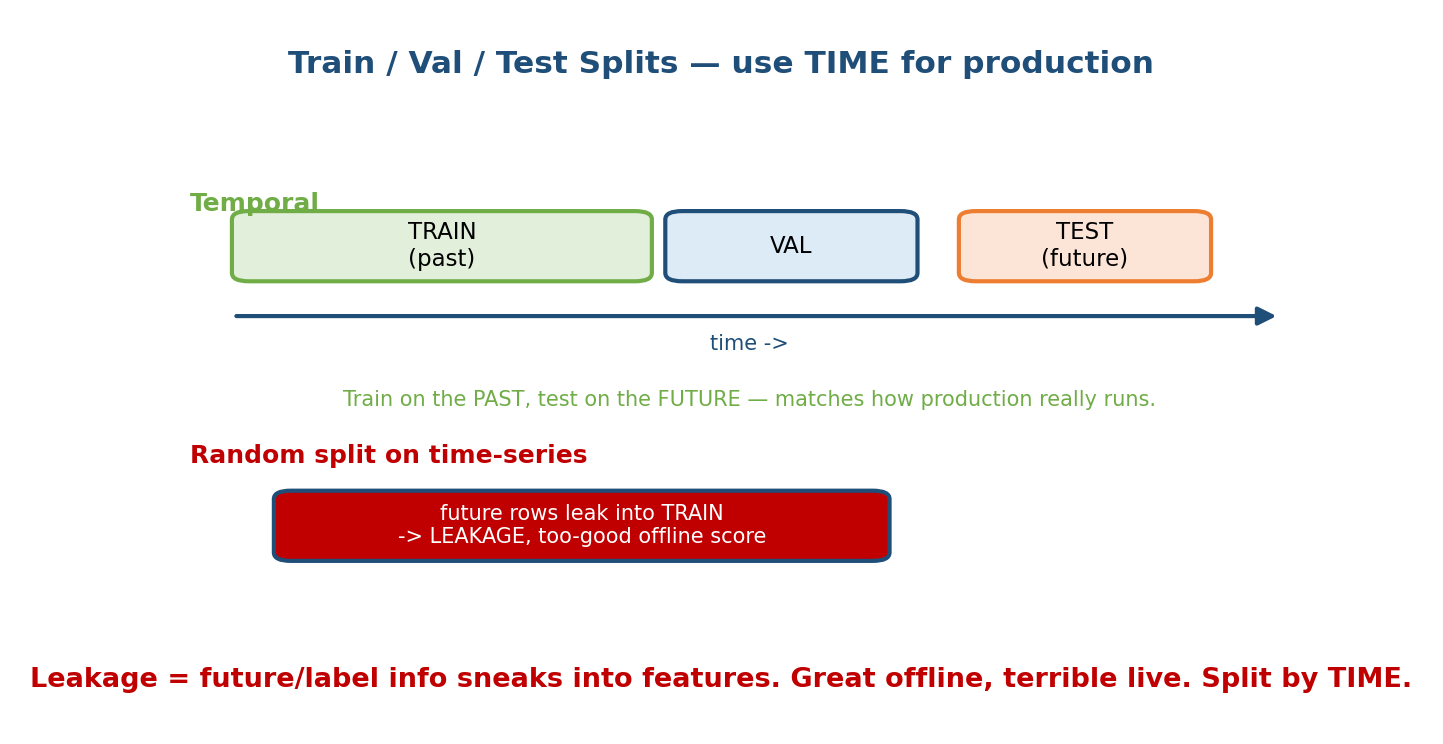 Train / Val / Test Splits — use TIME for production
Temporal
TRAIN
(past)
VAL
TEST
(future)
time ->
Train on the PAST, test on the FUTURE — matches how production really runs.
Random split on time-series
future rows leak into TRAIN
-> LEAKAGE, too-good offline score
Leakage = future/label info sneaks into features. Great offline, terrible live. Split by TIME.